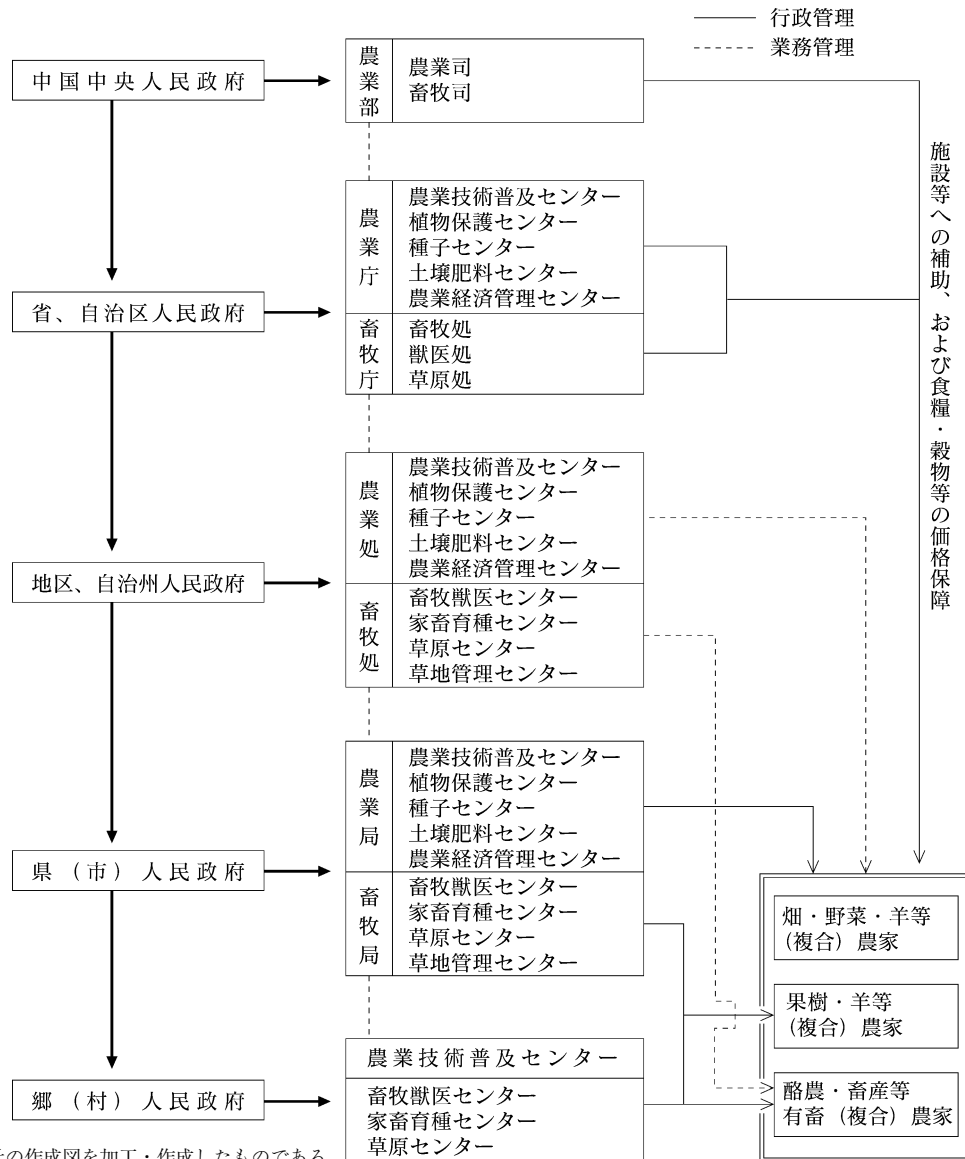 行政管理
業務管理
中国中央人民政府
農業部
農業司
畜牧司
施設等への補助、および食糧・穀物等の価格保障
省、自治区人民政府
農業庁
農業技術普及センター
植物保護センター
種子センター
土壌肥料センター
農業経済管理センター
畜牧庁
畜牧処
獣医処
草原処
地区、自治州人民政府
農業処
農業技術普及センター
植物保護センター
種子センター
土壌肥料センター
農業経済管理センター
畜牧処
畜牧獣医センター
家畜育種センター
草原センター
草地管理センター
県（市）人民政府
農業局
農業技術普及センター
植物保護センター
種子センター
土壌肥料センター
農業経済管理センター
畜牧局
畜牧獣医センター
家畜育種センター
草原センター
草地管理センター
畑・野菜・羊等
（複合）農家
果樹・羊等
（複合）農家
酪農・畜産等
有畜（複合）農家
郷（村）人民政府
農業技術普及センター
畜牧獣医センター
家畜育種センター
草原センター
の作成図を加工・作成したものである